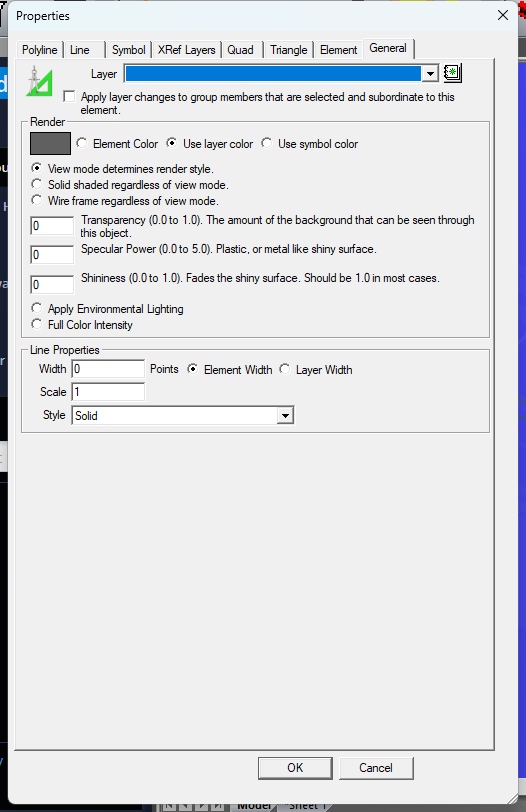 Properties
Polyline Line Symbol XRef Layers Quad Triangle Element General
Layer
Apply layer changes to group members that are selected and subordinate to this
element.
Render
Element Color Use layer color Use symbol color
View mode determines render style.
Solid shaded regardless of view mode.
Wire frame regardless of view mode.
0 Transparency (0.0 to 1.0). The amount of the background that can be seen through
this object.
0 Specular Power (0.0 to 5.0). Plastic, or metal like shiny surface.
0 Shininess (0.0 to 1.0). Fades the shiny surface. Should be 1.0 in most cases.
Apply Environmental Lighting
Full Color Intensity
Line Properties
Width 0 Points Element Width Layer Width
Scale 1
Style Solid
OK Cancel
Model Sheet 1